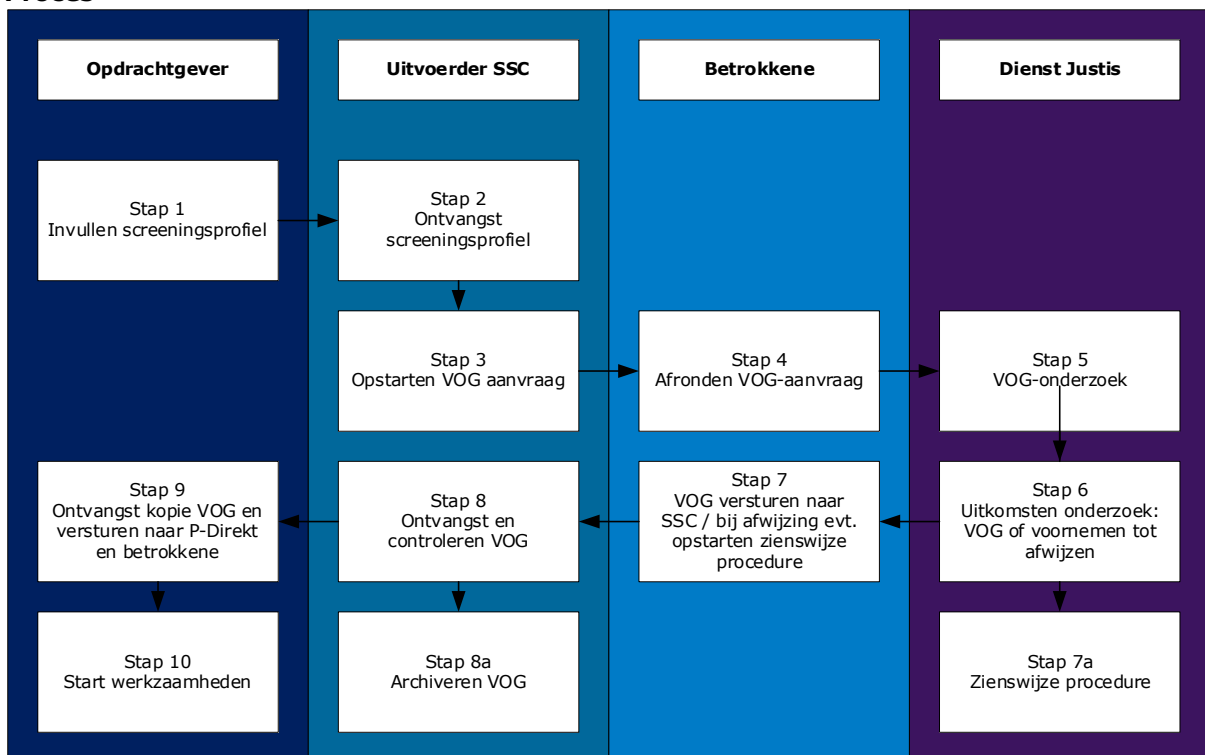 Proces
Opdrachtgever
Uitvoerder SSC
Betrokkene
Dienst Justis
Stap 1
Invullen screeningsprofiel
Stap 2
Ontvangst
screeningsprofiel
Stap 3
Opstarten VOG aanvraag
Stap 4
Afronden VOG-aanvraag
Stap 5
VOG-onderzoek
Stap 9
Ontvangst kopie VOG en
versturen naar P-Direkt
en betrokkene
Stap 8
Ontvangst en
controleren VOG
Stap 7
VOG versturen naar
SSC / bij afwijzing evt.
opstarten zienswijze
procedure
Stap 6
Uitkomsten onderzoek:
VOG of voornemen tot
afwijzen
Stap 10
Start werkzaamheden
Stap 8a
Archiveren VOG
Stap 7a
Zienswijze procedure